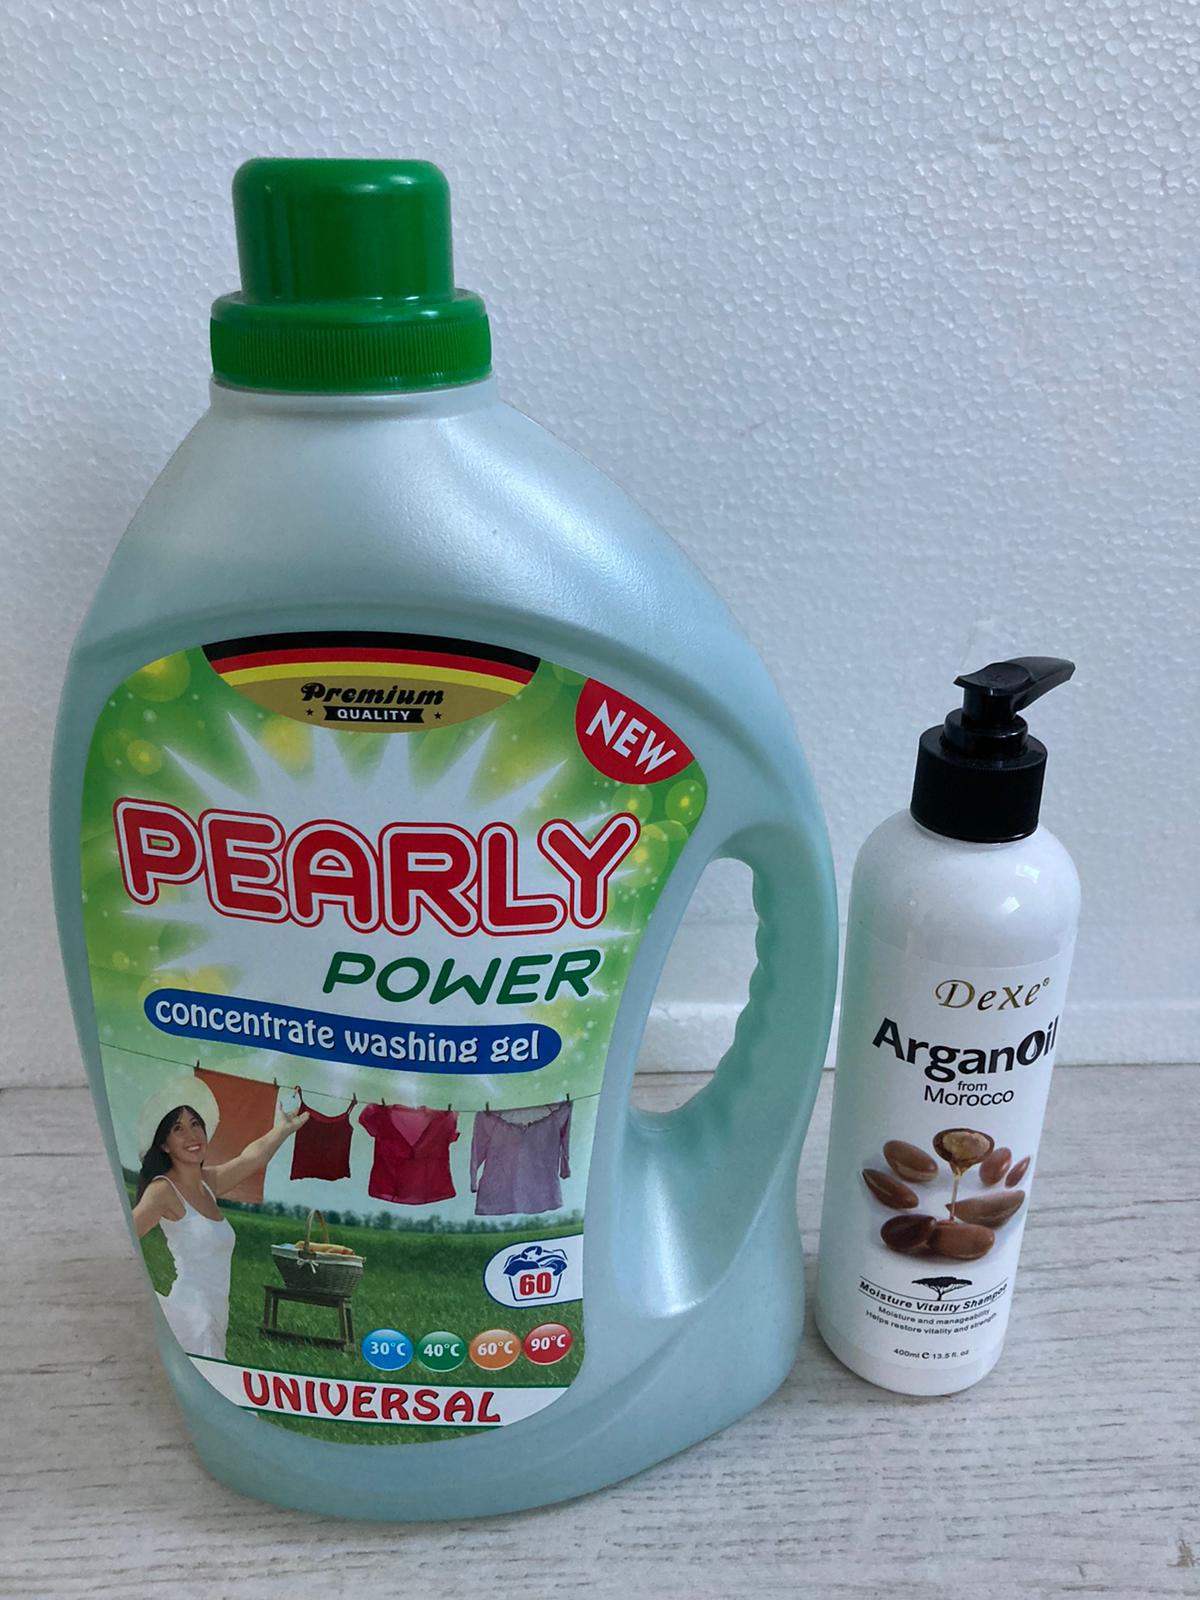 Premium
QUALITY
NEW
PEARLY
POWER
concentrate washing gel
60
30°C 40°C 60°C 90°C
UNIVERSAL
Dexe®
ArganOil
from
Morocco
Moisture Vitality Shampoo
Moisture and manageability
Helps restore vitality and strength
400ml ℮ 13.5 fl. oz